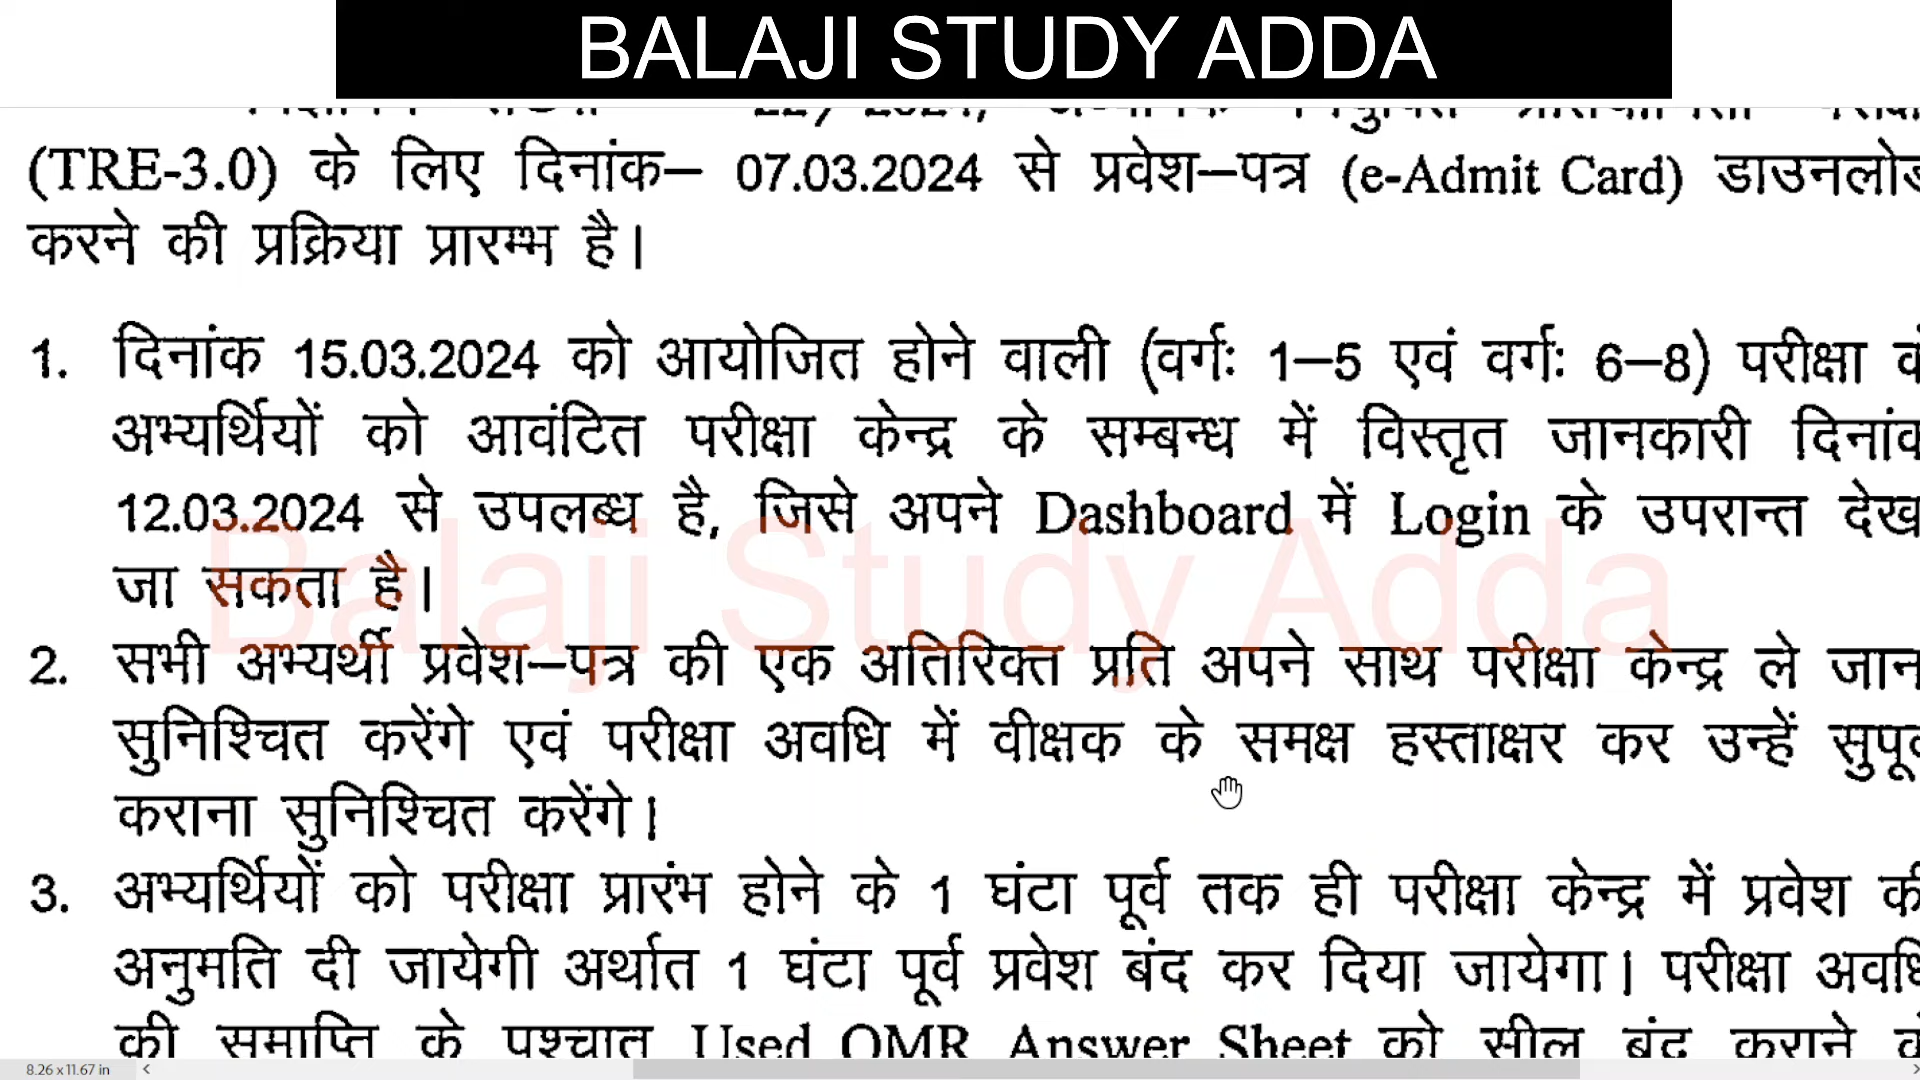 BALAJI STUDY ADDA
(TRE-3.0) के लिए दिनांक– 07.03.2024 से प्रवेश–पत्र (e-Admit Card)
करने की प्रक्रिया प्रारम्भ है।
1. दिनांक 15.03.2024 को आयोजित होने वाली (वर्गः 1–5 एवं वर्गः 6–8) परीक्षा
अभ्यर्थियों को आवंटित परीक्षा केन्द्र के सम्बन्ध में विस्तृत जानकारी
12.03.2024 से उपलब्ध है, जिसे अपने Dashboard में Login के उपरान्त देखा
जा सकता है।
Balaji Study Adda
2. सभी अभ्यर्थी प्रवेश–पत्र की एक अतिरिक्त प्रति अपने साथ परीक्षा केन्द्र ले
सुनिश्चित करेंगे एवं परीक्षा अवधि में वीक्षक के समक्ष हस्ताक्षर कर उन्हें
कराना सुनिश्चित करेंगे।
3. अभ्यर्थियों को परीक्षा प्रारंभ होने के 1 घंटा पूर्व तक ही परीक्षा केन्द्र में प्रवेश की
अनुमति दी जायेगी अर्थात 1 घंटा पूर्व प्रवेश बंद कर दिया जायेगा। परीक्षा अवधि
की समाप्ति के पश्चात Used OMR Answer Sheet को सील बंद कराने
8.26 x 11.67 in